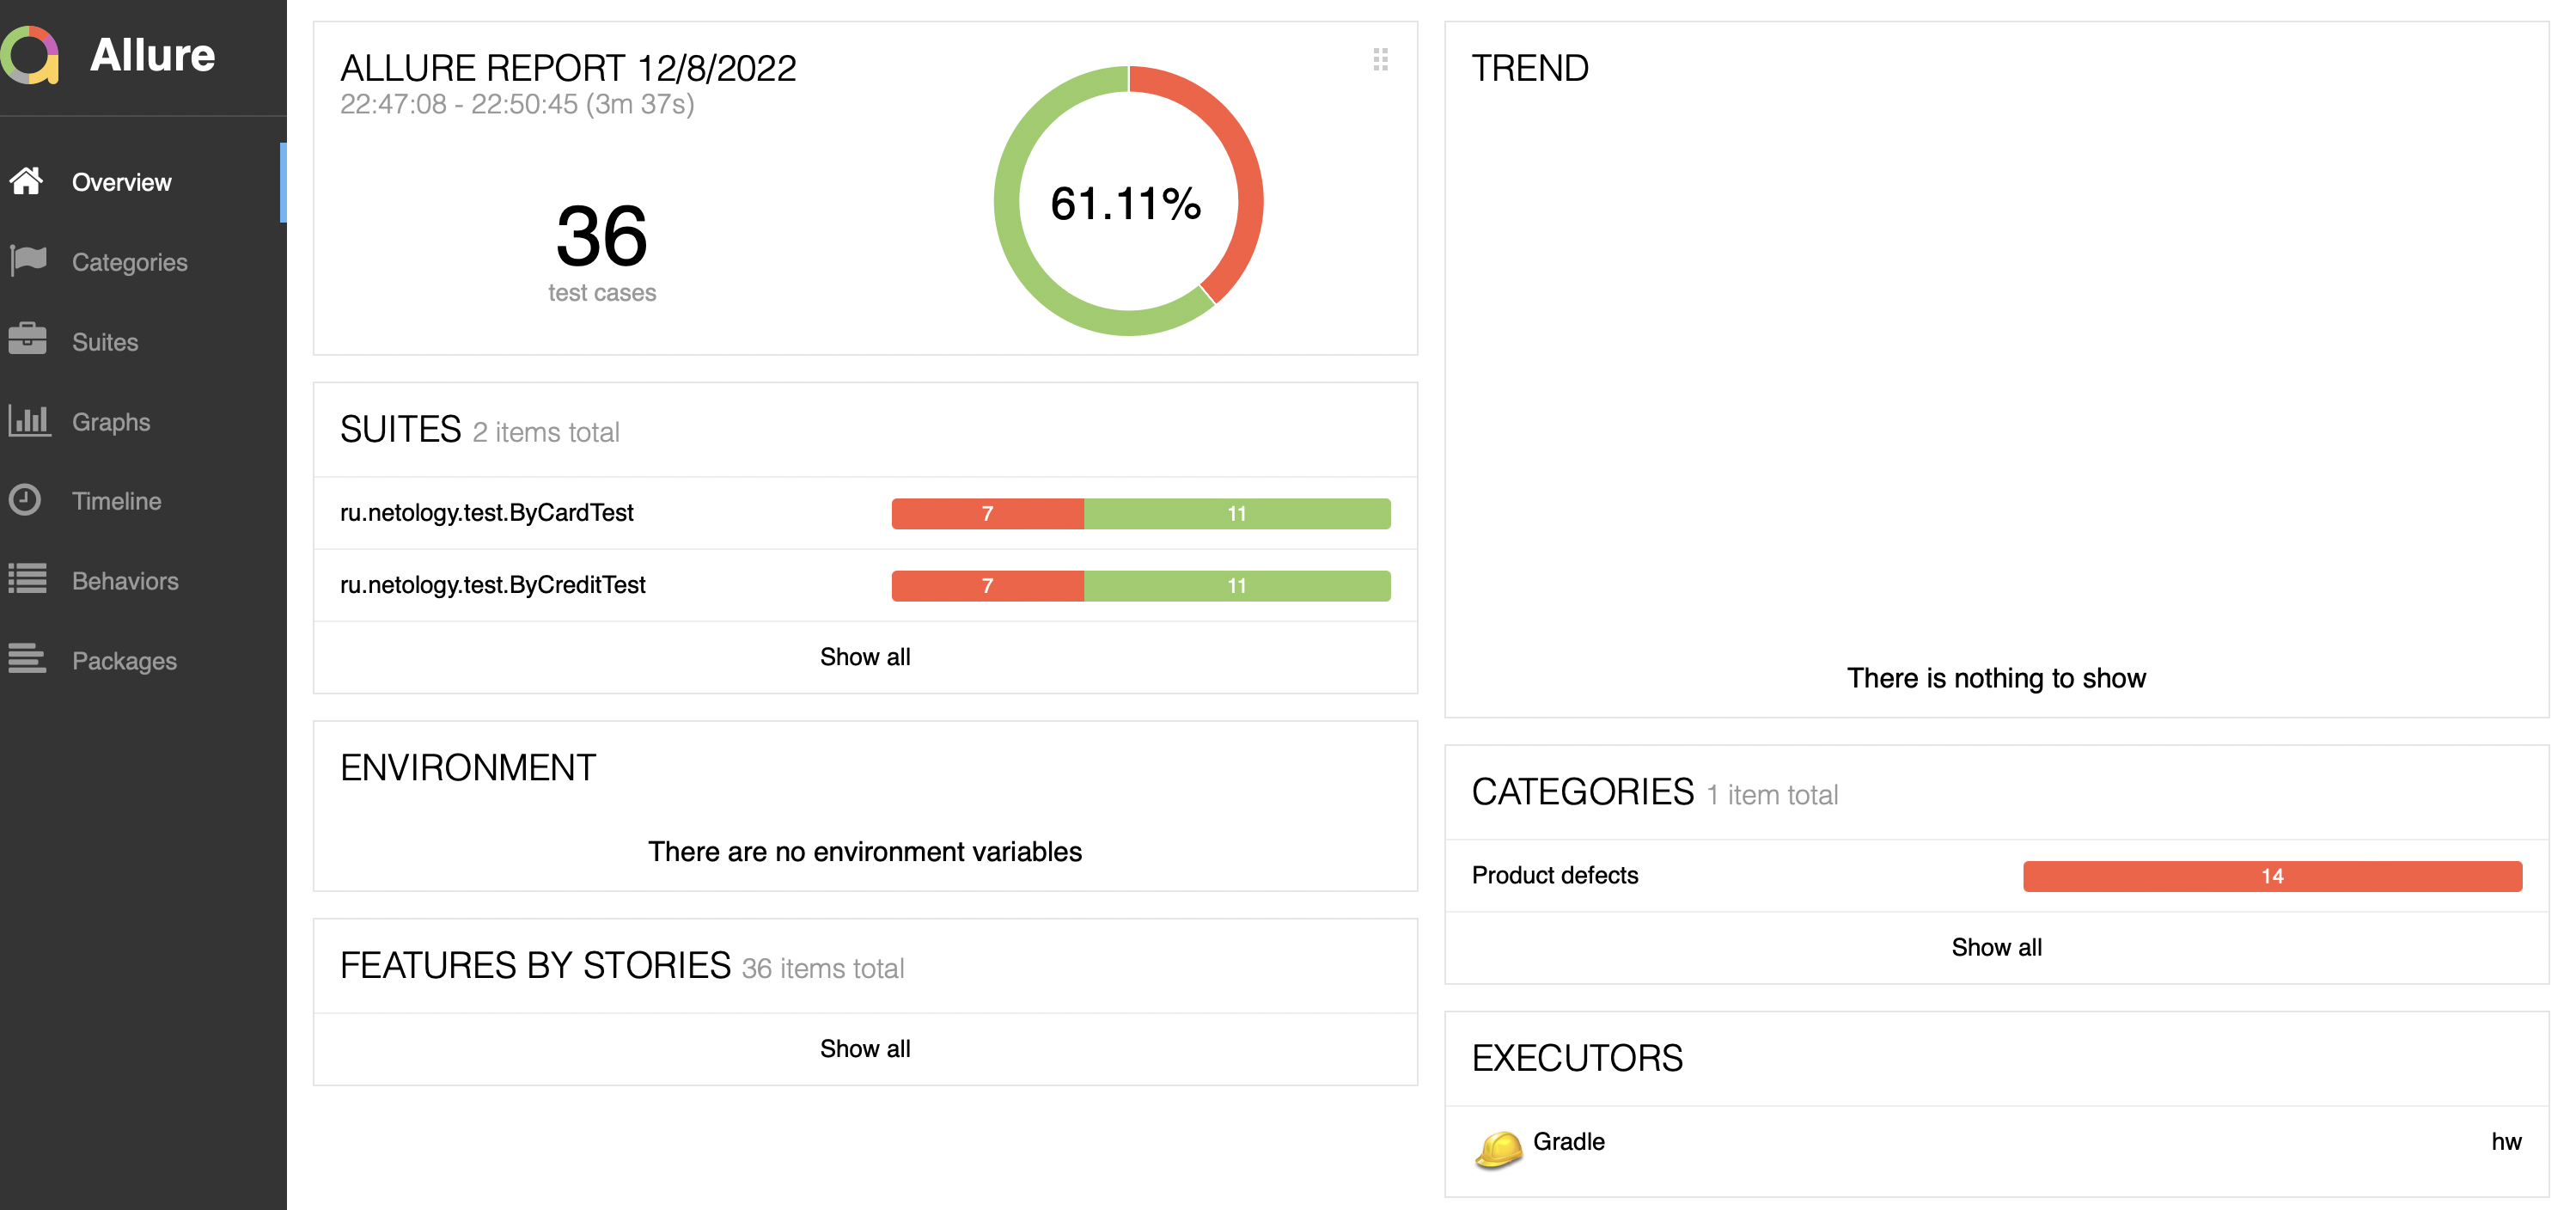 Allure
Overview
Categories
Suites
Graphs
Timeline
Behaviors
Packages
ALLURE REPORT 12/8/2022
22:47:08 - 22:50:45 (3m 37s)
36
test cases
61.11%
SUITES 2 items total
ru.netology.test.ByCardTest 7 11
ru.netology.test.ByCreditTest 7 11
Show all
ENVIRONMENT
There are no environment variables
FEATURES BY STORIES 36 items total
Show all
TREND
There is nothing to show
CATEGORIES 1 item total
Product defects 14
Show all
EXECUTORS
Gradle hw